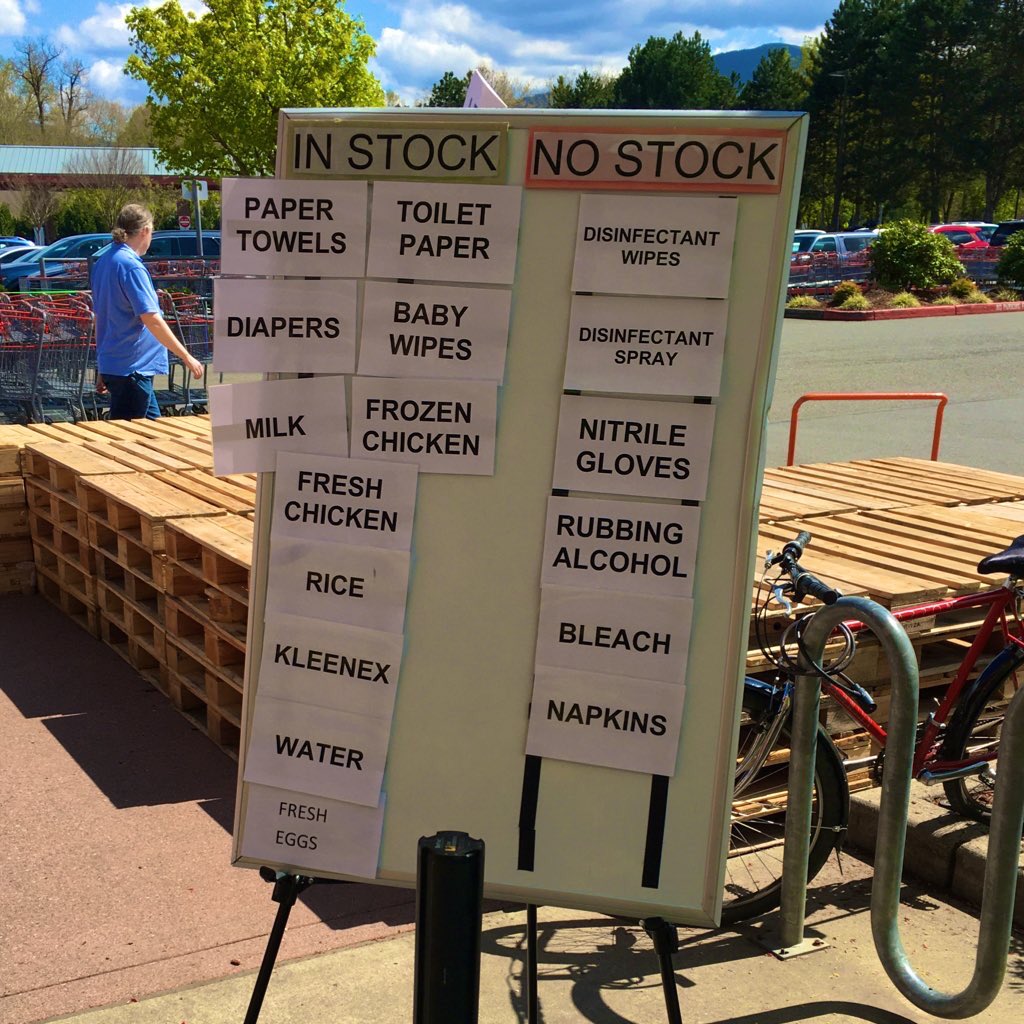 IN STOCK
NO STOCK
PAPER
TOWELS
TOILET
PAPER
DIAPERS
BABY
WIPES
MILK
FROZEN
CHICKEN
FRESH
CHICKEN
RICE
KLEENEX
WATER
FRESH
EGGS
DISINFECTANT
WIPES
DISINFECTANT
SPRAY
NITRILE
GLOVES
RUBBING
ALCOHOL
BLEACH
NAPKINS